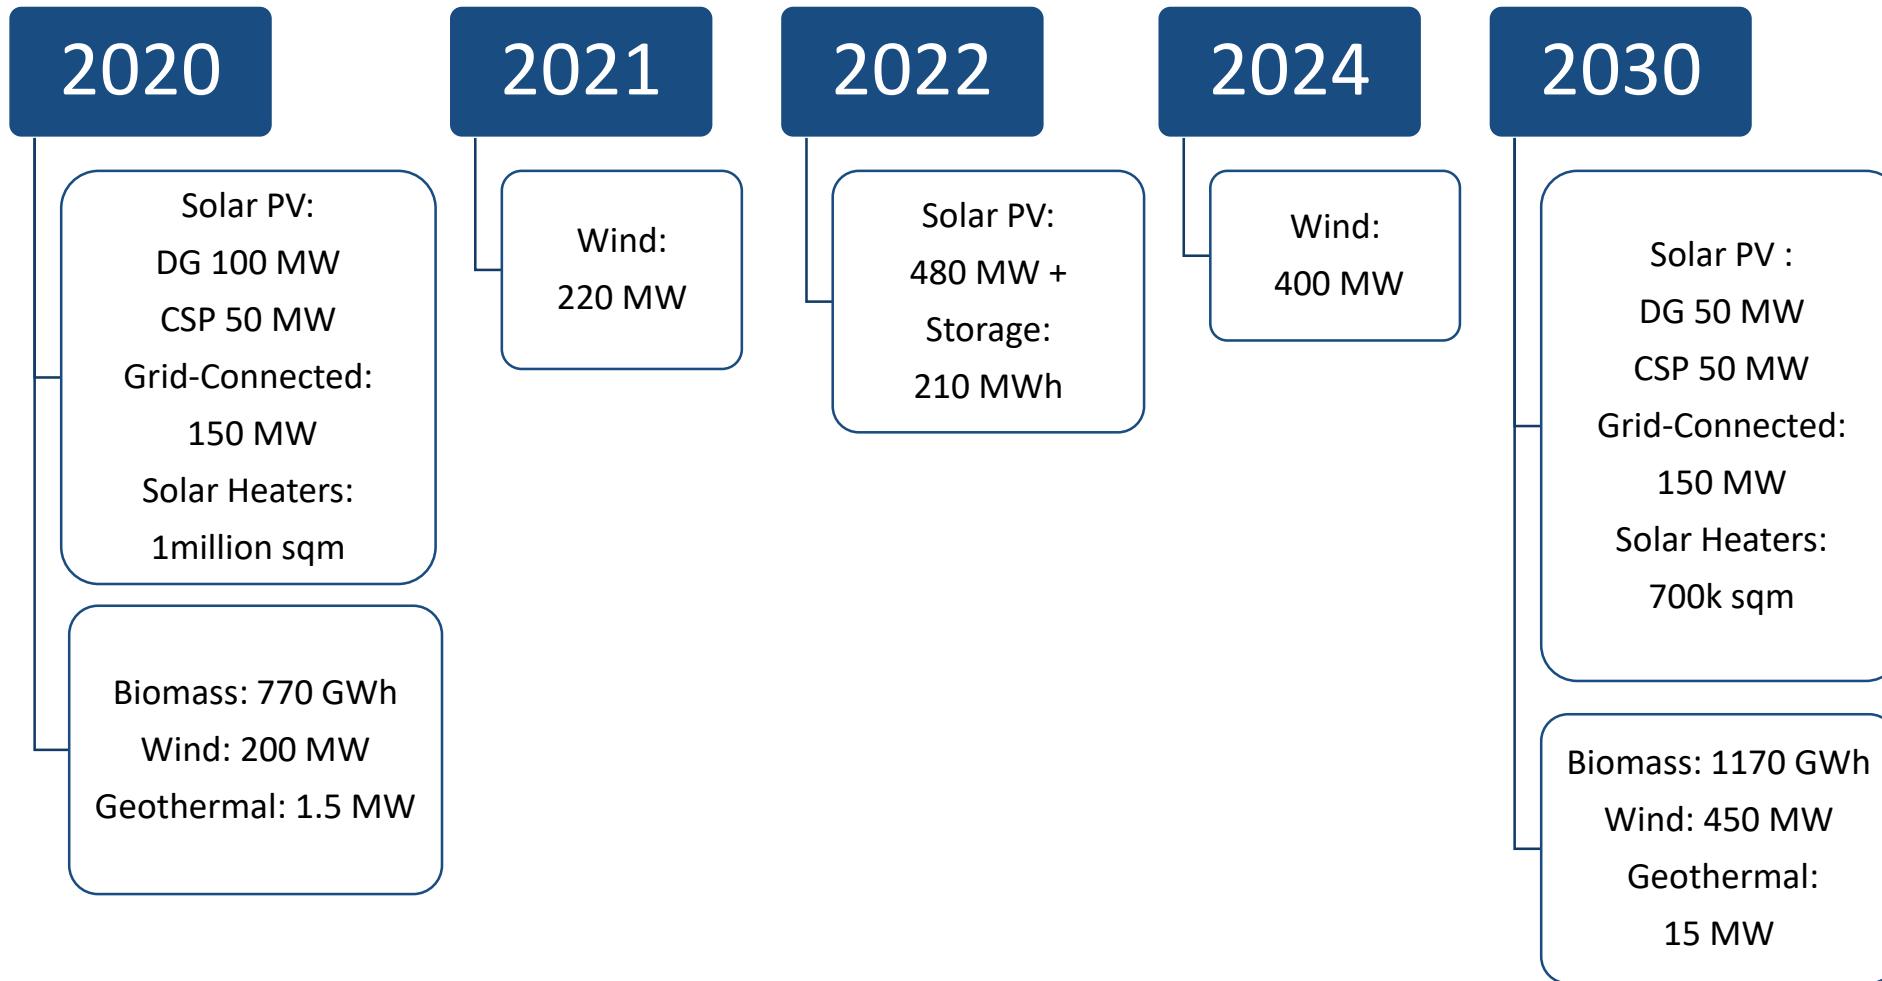 2020
Solar PV:
DG 100 MW
CSP 50 MW
Grid-Connected:
150 MW
Solar Heaters:
1million sqm
Biomass: 770 GWh
Wind: 200 MW
Geothermal: 1.5 MW
2021
Wind:
220 MW
2022
Solar PV:
480 MW +
Storage:
210 MWh
2024
Wind:
400 MW
2030
Solar PV :
DG 50 MW
CSP 50 MW
Grid-Connected:
150 MW
Solar Heaters:
700k sqm
Biomass: 1170 GWh
Wind: 450 MW
Geothermal:
15 MW